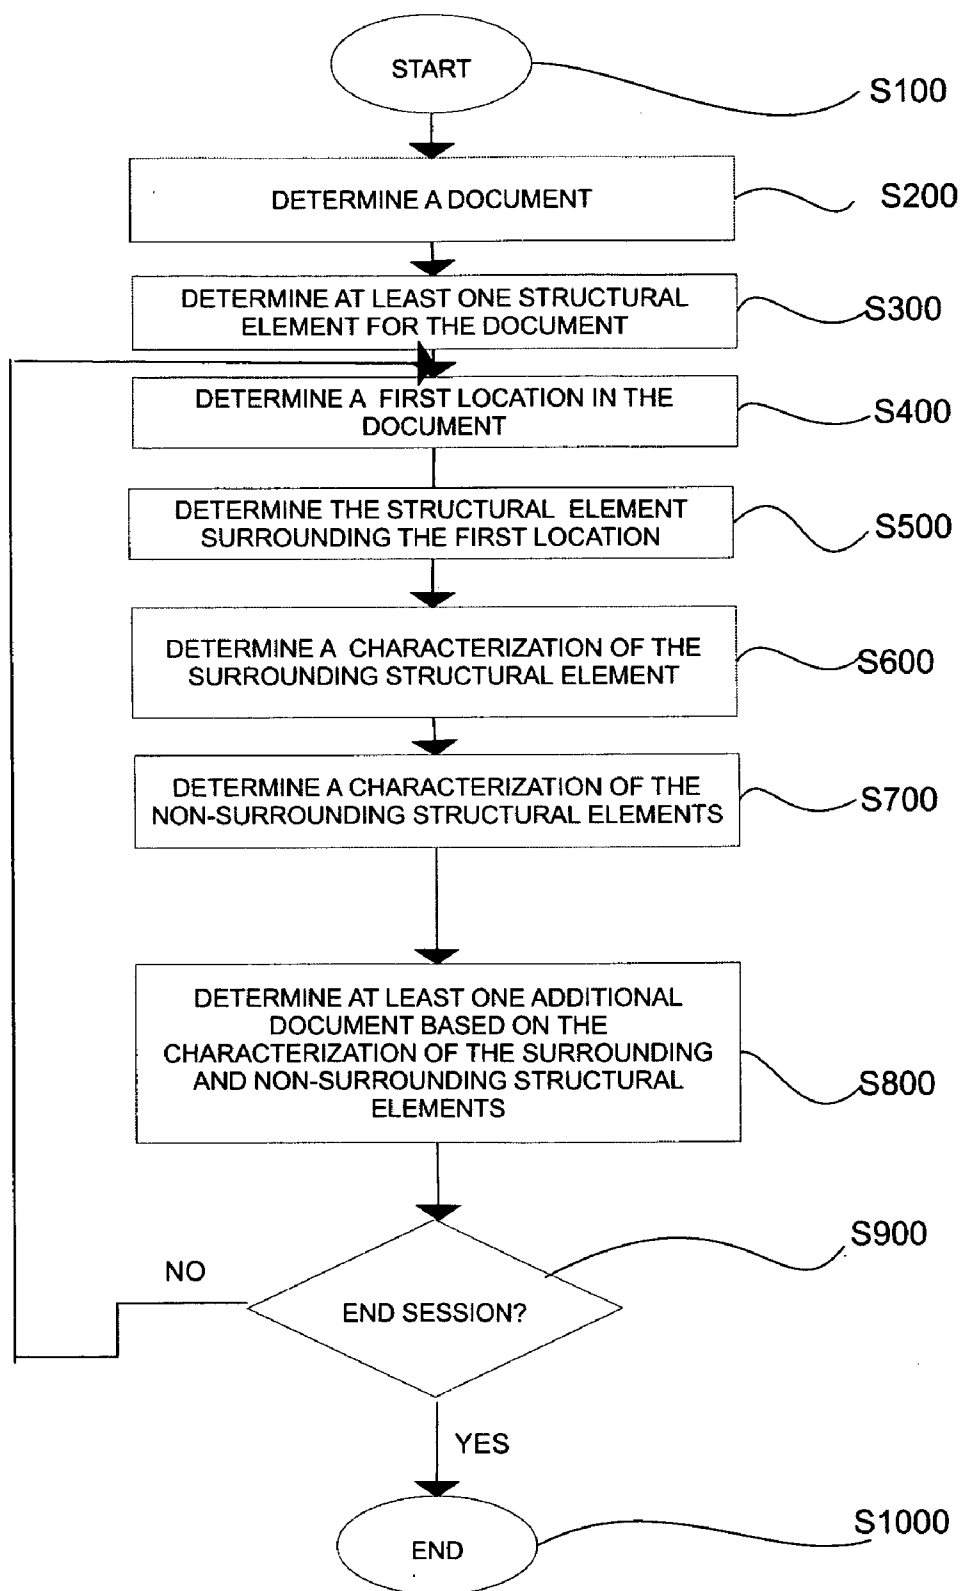 START
S100
DETERMINE A DOCUMENT
S200
DETERMINE AT LEAST ONE STRUCTURAL
ELEMENT FOR THE DOCUMENT
S300
DETERMINE A FIRST LOCATION IN THE
DOCUMENT
S400
DETERMINE THE STRUCTURAL ELEMENT
SURROUNDING THE FIRST LOCATION
S500
DETERMINE A CHARACTERIZATION OF THE
SURROUNDING STRUCTURAL ELEMENT
S600
DETERMINE A CHARACTERIZATION OF THE
NON-SURROUNDING STRUCTURAL ELEMENTS
S700
DETERMINE AT LEAST ONE ADDITIONAL
DOCUMENT BASED ON THE
CHARACTERIZATION OF THE SURROUNDING
AND NON-SURROUNDING STRUCTURAL
ELEMENTS
S800
S900
NO
END SESSION?
YES
END
S1000